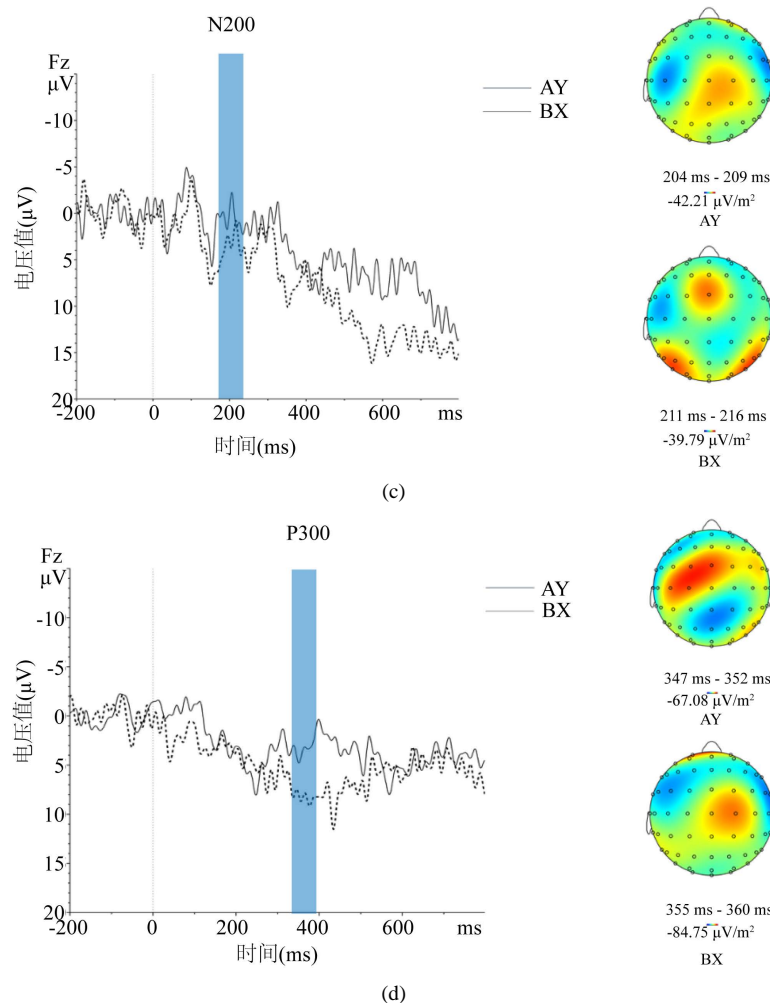 N200
Fz
μV
-10
-5
0
5
10
15
20
电压值(μV)
-200
0
200
400
600
ms
时间(ms)
AY
BX
204 ms - 209 ms
-42.21 μV/m²
AY
211 ms - 216 ms
-39.79 μV/m²
BX
(c)
P300
Fz
μV
-10
-5
0
5
10
15
20
电压值(μV)
-200
0
200
400
600
ms
时间(ms)
AY
BX
347 ms - 352 ms
-67.08 μV/m²
AY
355 ms - 360 ms
-84.75 μV/m²
BX
(d)